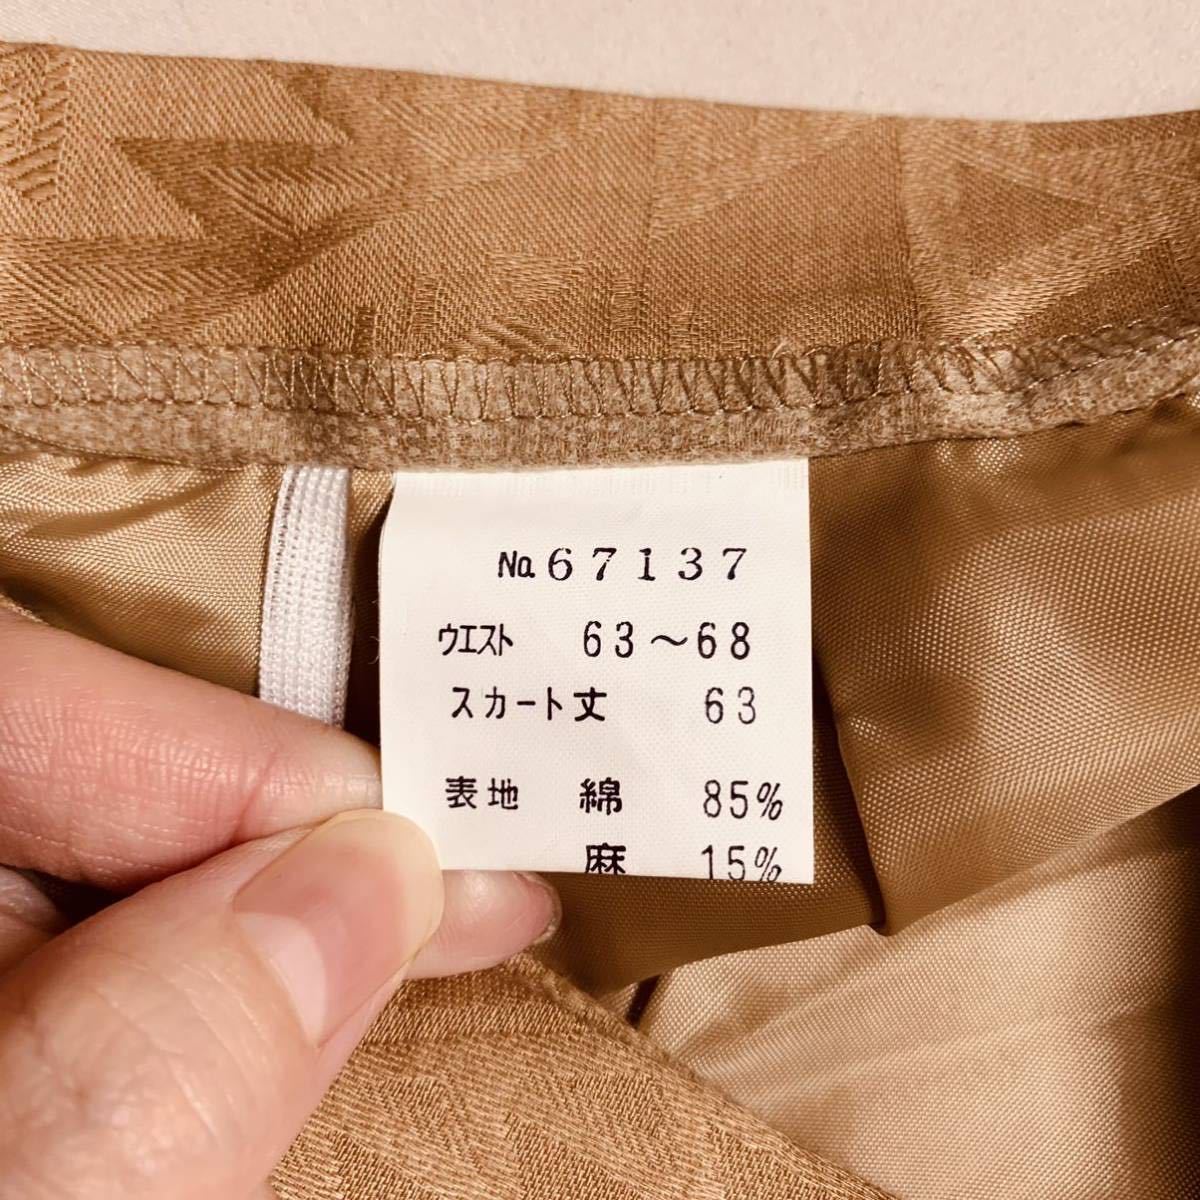 No.67137
ウエスト 63～68
スカート丈 63
表地 綿 85%
麻 15%